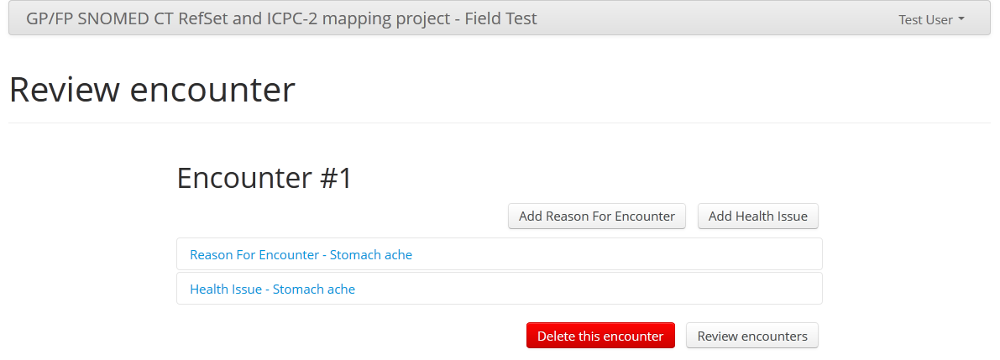 GP/FP SNOMED CT RefSet and ICPC-2 mapping project - Field Test
Test User
Review encounter
Encounter #1
Add Reason For Encounter
Add Health Issue
Reason For Encounter - Stomach ache
Health Issue - Stomach ache
Delete this encounter
Review encounters